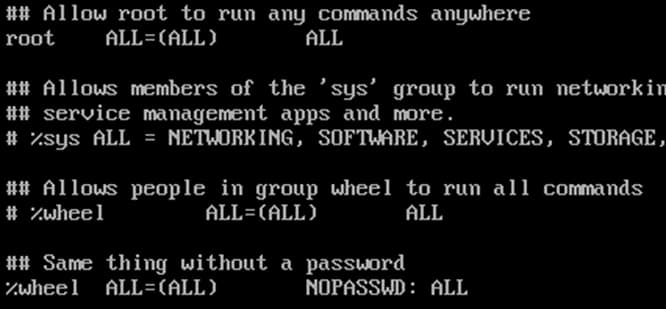 ## Allow root to run any commands anywhere
root    ALL=(ALL)       ALL
## Allows members of the 'sys' group to run networkin
## service management apps and more.
# %sys ALL = NETWORKING, SOFTWARE, SERVICES, STORAGE,
## Allows people in group wheel to run all commands
# %wheel        ALL=(ALL)       ALL
## Same thing without a password
%wheel  ALL=(ALL)       NOPASSWD: ALL